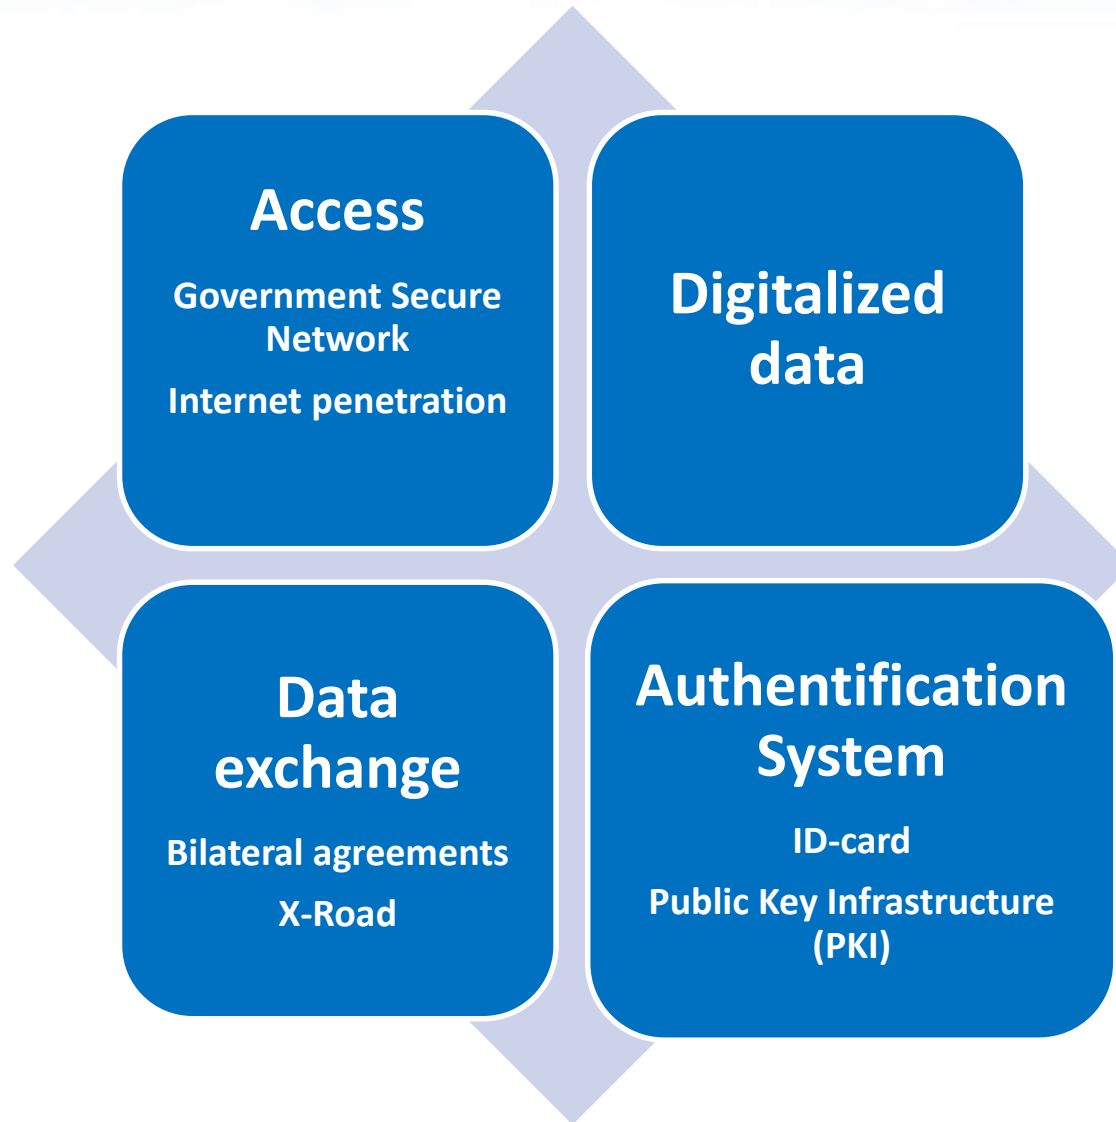 Access
Government Secure
Network
Internet penetration
Digitalized
data
Data
exchange
Bilateral agreements
X-Road
Authentification
System
ID-card
Public Key Infrastructure
(PKI)